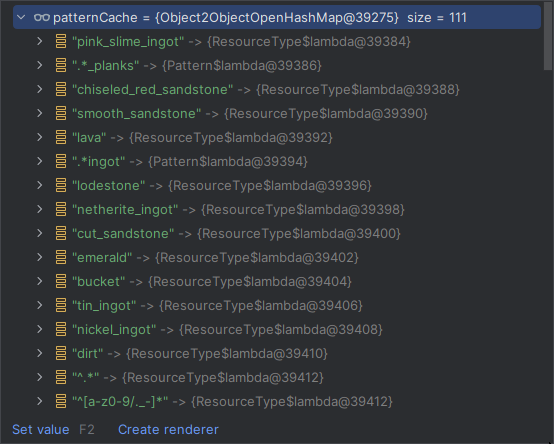 patternCache = {Object2ObjectOpenHashMap@39275} size = 111
"pink_slime_ingot" -> {ResourceType$lambda@39384}
".*_planks" -> {Pattern$lambda@39386}
"chiseled_red_sandstone" -> {ResourceType$lambda@39388}
"smooth_sandstone" -> {ResourceType$lambda@39390}
"lava" -> {ResourceType$lambda@39392}
".*ingot" -> {Pattern$lambda@39394}
"lodestone" -> {ResourceType$lambda@39396}
"netherite_ingot" -> {ResourceType$lambda@39398}
"cut_sandstone" -> {ResourceType$lambda@39400}
"emerald" -> {ResourceType$lambda@39402}
"bucket" -> {ResourceType$lambda@39404}
"tin_ingot" -> {ResourceType$lambda@39406}
"nickel_ingot" -> {ResourceType$lambda@39408}
"dirt" -> {ResourceType$lambda@39410}
"^.*" -> {ResourceType$lambda@39412}
"^[a-z0-9/._-]*" -> {ResourceType$lambda@39412}
Set value F2 Create renderer